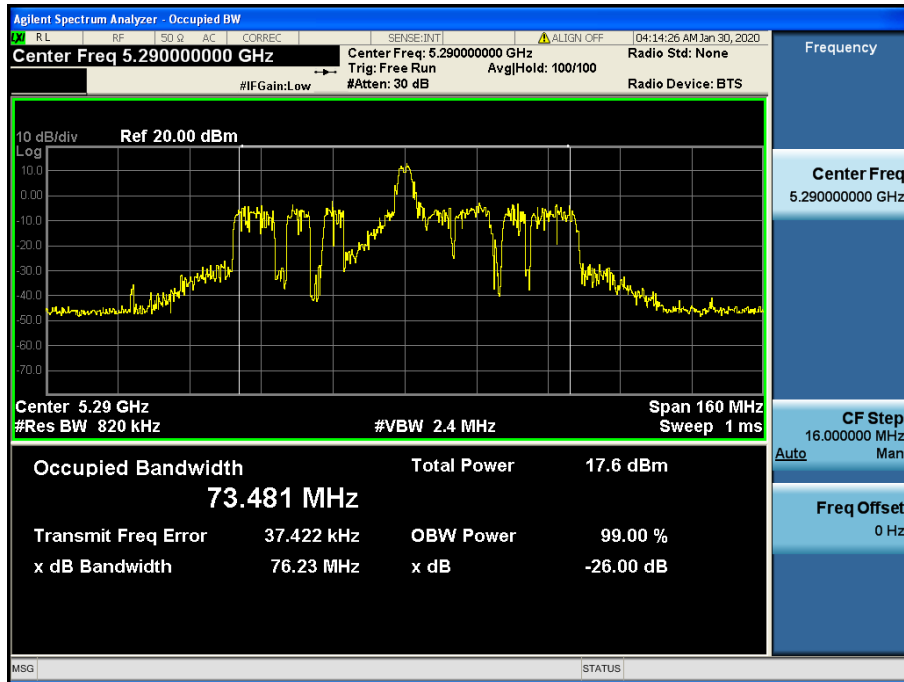 Agilent Spectrum Analyzer - Occupied BW
LXI RL RF 50 Ω AC CORREC SENSE:INT ALIGN OFF 04:14:26 AM Jan 30, 2020
Center Freq 5.290000000 GHz
Center Freq: 5.290000000 GHz Radio Std: None
Trig: Free Run Avg|Hold: 100/100
#IFGain:Low #Atten: 30 dB Radio Device: BTS
10 dB/div Ref 20.00 dBm
Log
10.0
0.00
-10.0
-20.0
-30.0
-40.0
-50.0
-60.0
-70.0
Center 5.29 GHz Span 160 MHz
#Res BW 820 kHz #VBW 2.4 MHz Sweep 1 ms
Occupied Bandwidth Total Power 17.6 dBm
73.481 MHz
Transmit Freq Error 37.422 kHz OBW Power 99.00 %
x dB Bandwidth 76.23 MHz x dB -26.00 dB
MSG STATUS
Frequency
Center Freq
5.290000000 GHz
CF Step
16.000000 MHz
Auto Man
Freq Offset
0 Hz